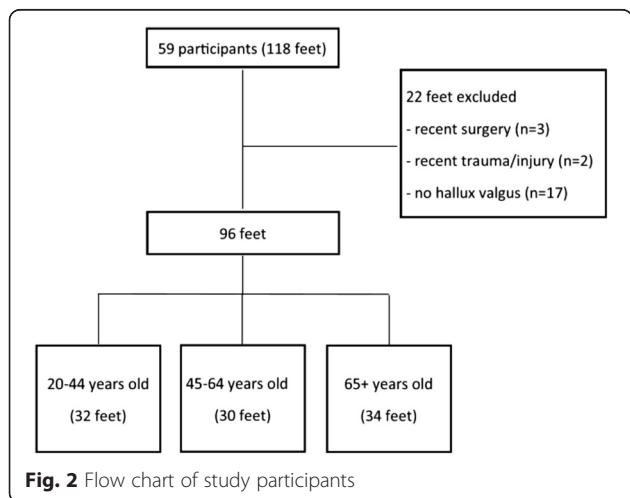 59 participants (118 feet)
22 feet excluded
- recent surgery (n=3)
- recent trauma/injury (n=2)
- no hallux valgus (n=17)
96 feet
20-44 years old
(32 feet)
45-64 years old
(30 feet)
65+ years old
(34 feet)
Fig. 2 Flow chart of study participants